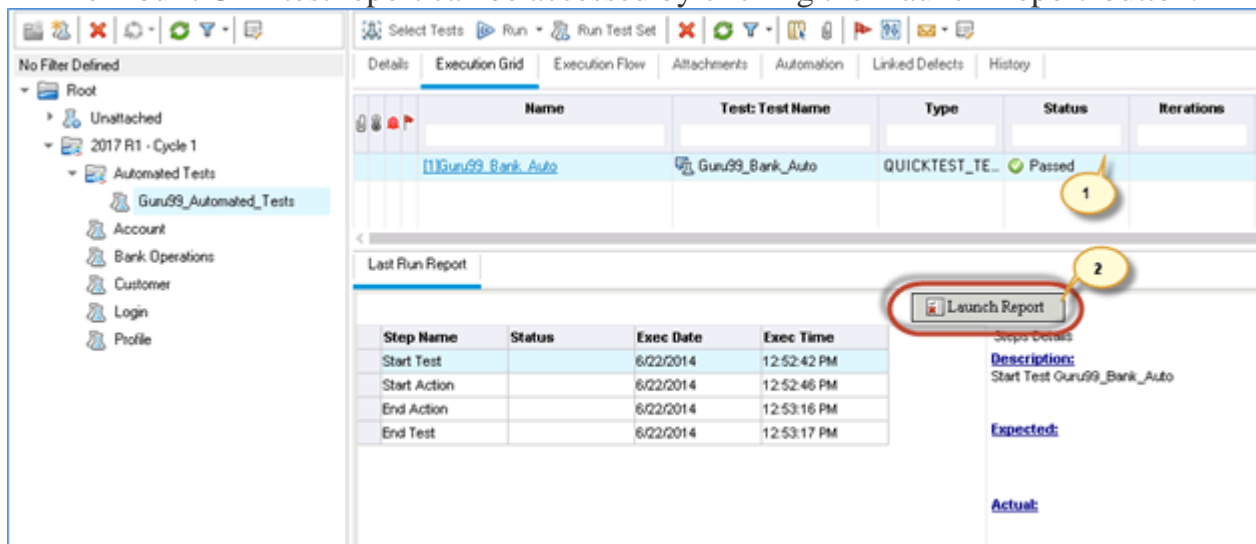 No Filter Defined
Root
Unattached
2017 R1 - Cycle 1
Automated Tests
Guru99_Automated_Tests
Account
Bank Operations
Customer
Login
Profile
Select Tests Run Run Test Set
Details Execution Grid Execution Flow Attachments Automation Linked Defects History
Name Test: Test Name Type Status Iterations
[1]Guru99_Bank_Auto Guru99_Bank_Auto QUICKTEST_TE... Passed
1
Last Run Report
2
Launch Report
Step Name Status Exec Date Exec Time
Start Test 6/22/2014 12:52:42 PM
Start Action 6/22/2014 12:52:46 PM
End Action 6/22/2014 12:53:16 PM
End Test 6/22/2014 12:53:17 PM
Steps Details
Description:
Start Test Guru99_Bank_Auto
Expected:
Actual: